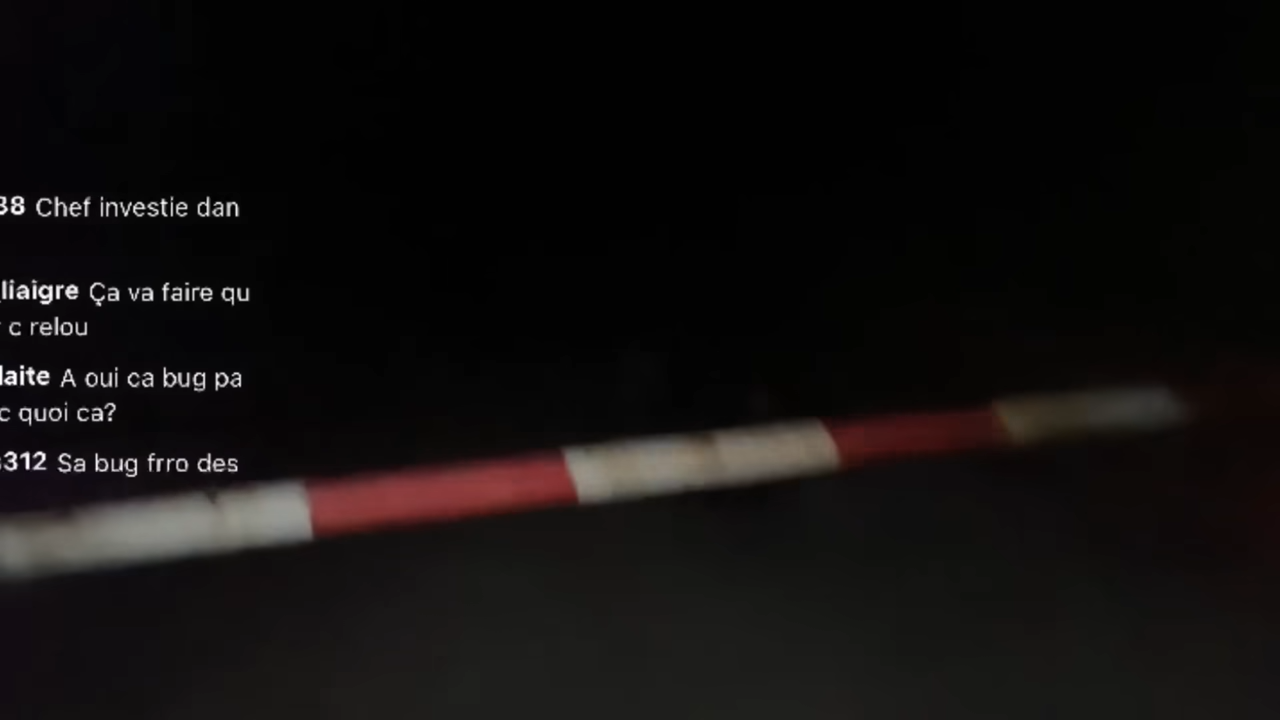 38 Chef investie dan
liaigre Ça va faire qu
c relou
laite A oui ca bug pa
c quoi ca?
312 Sa bug frro des